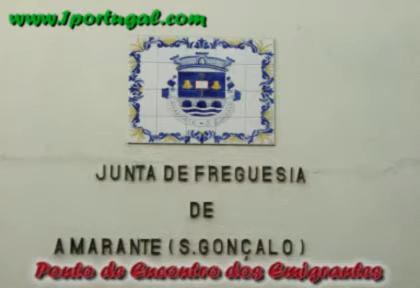 www.1portugal.com
JUNTA DE FREGUESIA
DE
AMARANTE (S. GONÇALO)
Ponto de Encontro dos Emigrantes